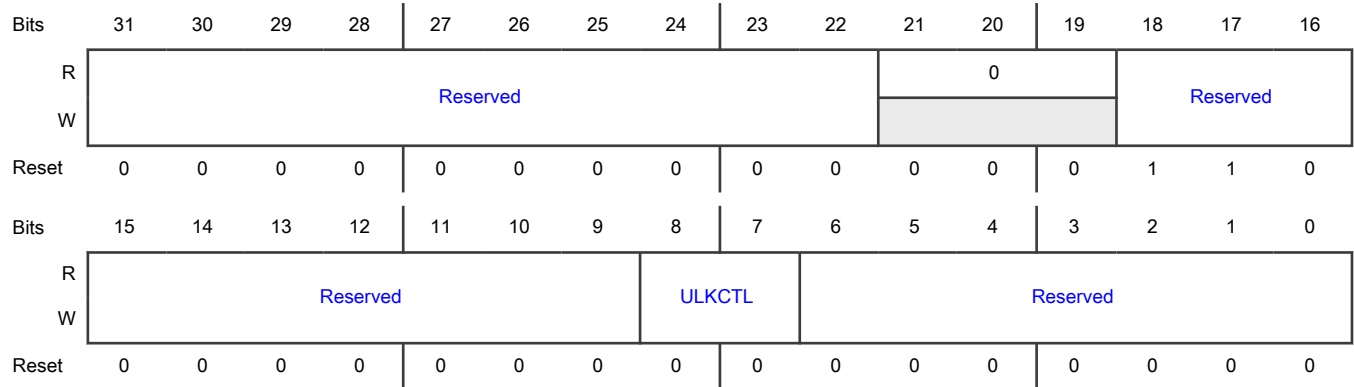 Bits 31 30 29 28 27 26 25 24 23 22 21 20 19 18 17 16
R 0
Reserved Reserved
W
Reset 0 0 0 0 0 0 0 0 0 0 0 0 0 1 1 0
Bits 15 14 13 12 11 10 9 8 7 6 5 4 3 2 1 0
R
Reserved ULKCTL Reserved
W
Reset 0 0 0 0 0 0 0 0 0 0 0 0 0 0 0 0